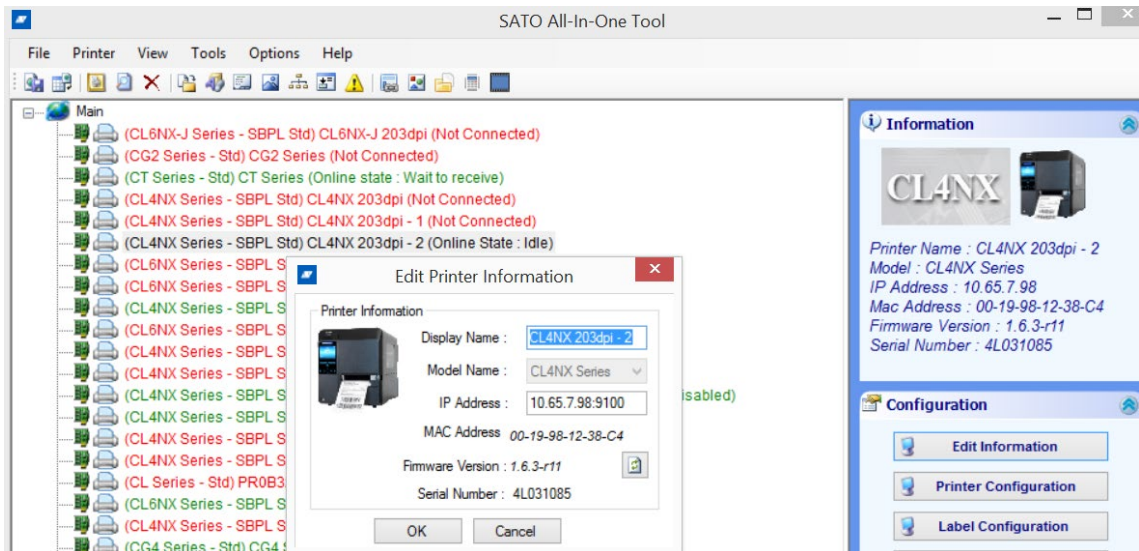 SATO All-In-One Tool
File Printer View Tools Options Help
Main
(CL6NX-J Series - SBPL Std) CL6NX-J 203dpi (Not Connected)
(CG2 Series - Std) CG2 Series (Not Connected)
(CT Series - Std) CT Series (Online state : Wait to receive)
(CL4NX Series - SBPL Std) CL4NX 203dpi (Not Connected)
(CL4NX Series - SBPL Std) CL4NX 203dpi - 1 (Not Connected)
(CL4NX Series - SBPL Std) CL4NX 203dpi - 2 (Online State : Idle)
(CL6NX Series - SBPL S
(CL6NX Series - SBPL S
(CL4NX Series - SBPL S
(CL6NX Series - SBPL S
(CL4NX Series - SBPL S
(CL4NX Series - SBPL S
(CL4NX Series - SBPL S
isabled)
(CL4NX Series - SBPL S
(CL4NX Series - SBPL S
(CL4NX Series - SBPL S
(CL Series - Std) PR0B3
(CL6NX Series - SBPL S
(CL4NX Series - SBPL S
(CG4 Series - Std) CG4
Edit Printer Information
Printer Information
Display Name : CL4NX 203dpi - 2
Model Name : CL4NX Series
IP Address : 10.65.7.98:9100
MAC Address 00-19-98-12-38-C4
Firmware Version : 1.6.3-r11
Serial Number : 4L031085
OK Cancel
Information
CL4NX
Printer Name : CL4NX 203dpi - 2
Model : CL4NX Series
IP Address : 10.65.7.98
Mac Address : 00-19-98-12-38-C4
Firmware Version : 1.6.3-r11
Serial Number : 4L031085
Configuration
Edit Information
Printer Configuration
Label Configuration